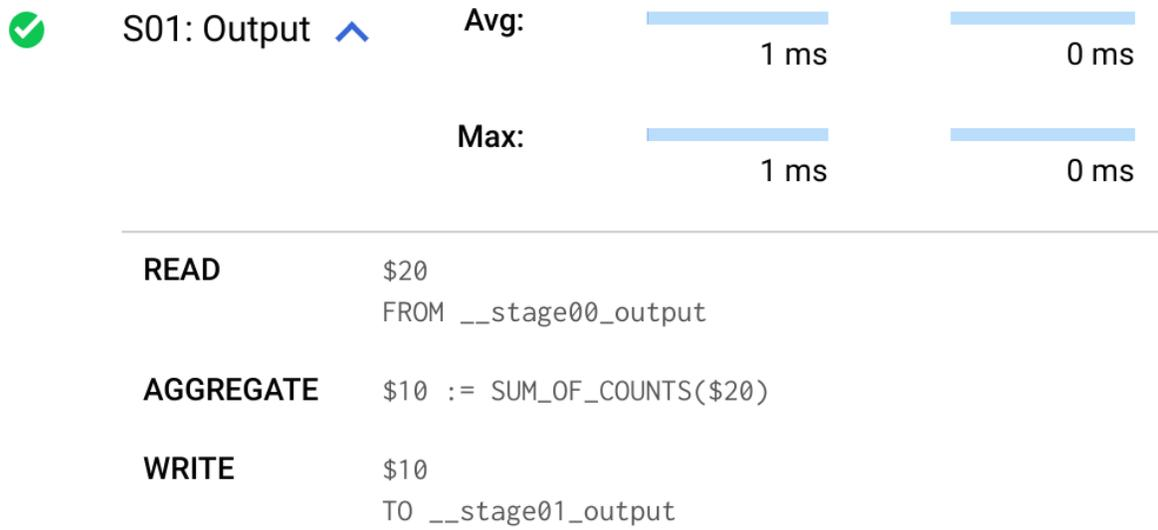 S01: Output
Avg:
1 ms
0 ms
Max:
1 ms
0 ms
READ
$20
FROM __stage00_output
AGGREGATE
$10 := SUM_OF_COUNTS($20)
WRITE
$10
TO __stage01_output